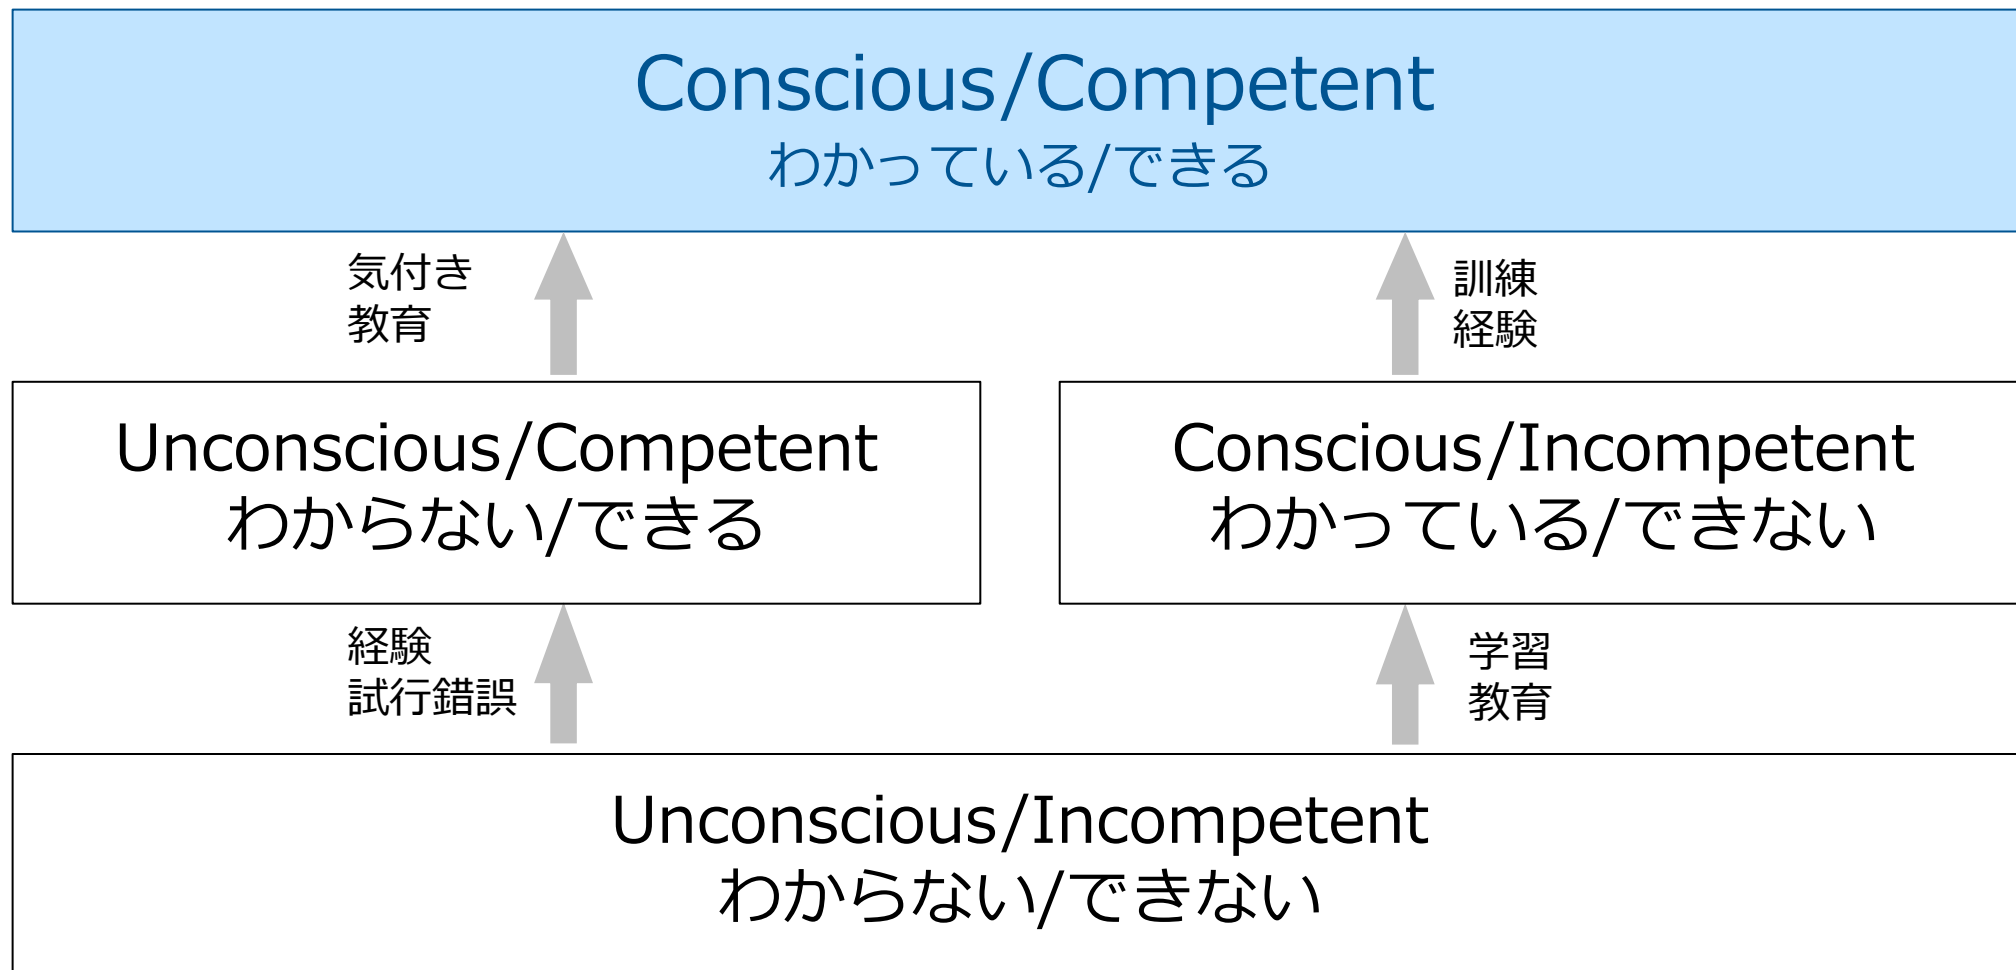 Conscious/Competent
わかっている/できる
気付き
教育
訓練
経験
Unconscious/Competent
わからない/できる
Conscious/Incompetent
わかっている/できない
経験
試行錯誤
学習
教育
Unconscious/Incompetent
わからない/できない